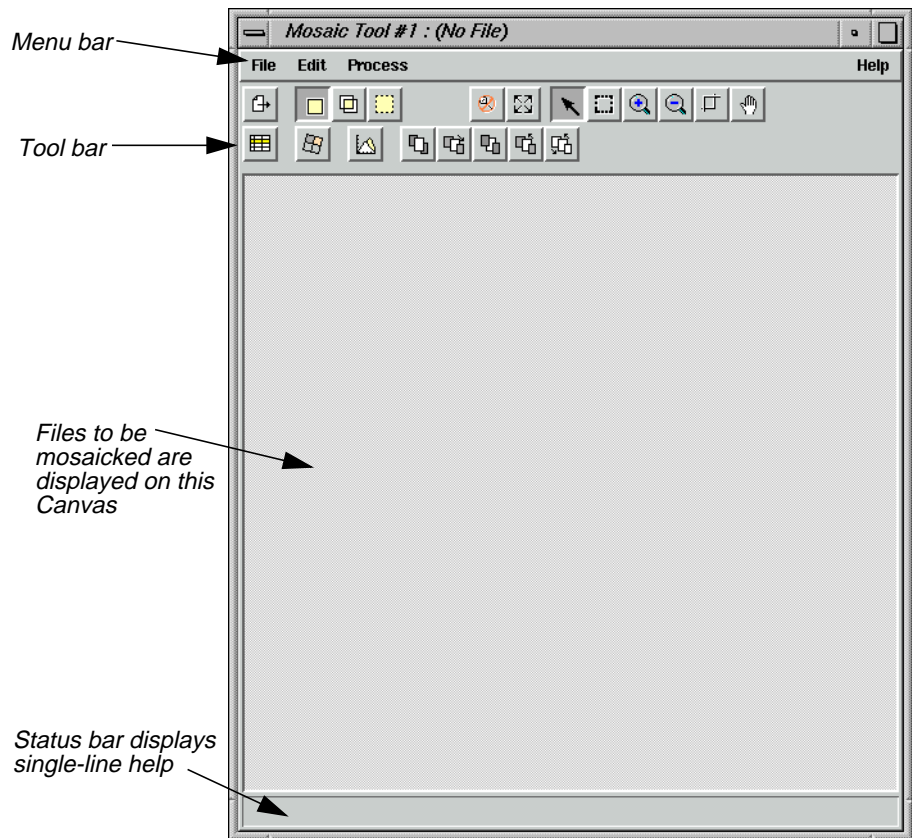 Mosaic Tool #1 : (No File)
Menu bar
File Edit Process Help
Tool bar
Files to be
mosaicked are
displayed on this
Canvas
Status bar displays
single-line help